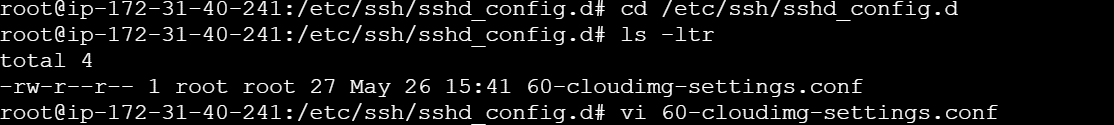 root@ip-172-31-40-241:/etc/ssh/sshd_config.d# cd /etc/ssh/sshd_config.d
root@ip-172-31-40-241:/etc/ssh/sshd_config.d# ls -ltr
total 4
-rw-r--r-- 1 root root 27 May 26 15:41 60-cloudimg-settings.conf
root@ip-172-31-40-241:/etc/ssh/sshd_config.d# vi 60-cloudimg-settings.conf